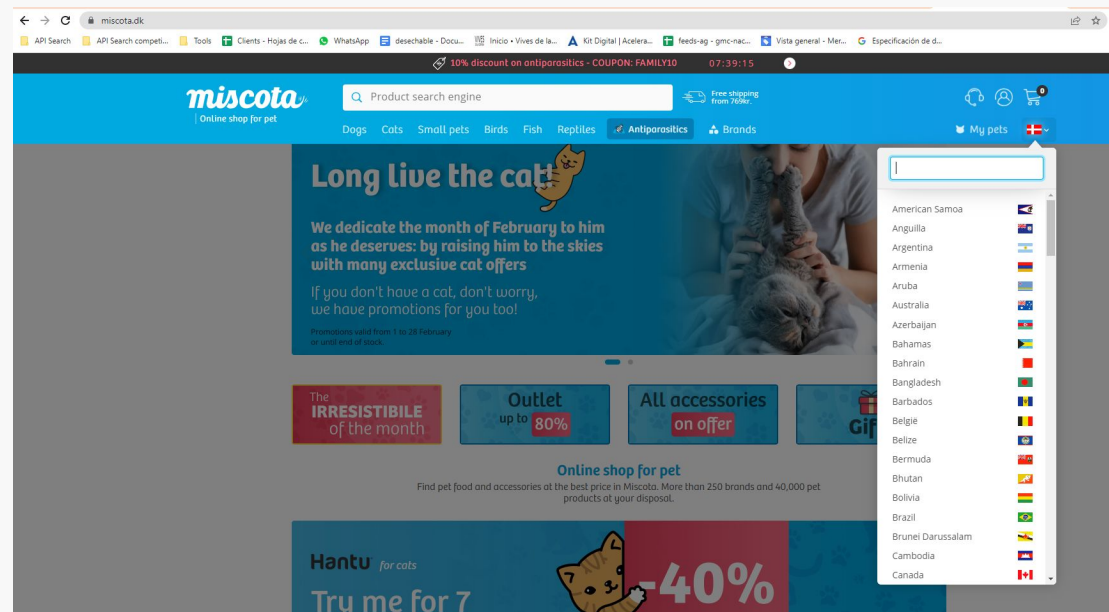 miscota.dk
API Search
API Search competi...
Tools
Clients - Hojas de c...
WhatsApp
desechable - Docu...
Inicio • Vives de la...
Kit Digital | Acelera...
feeds-ag - gmc-nac...
Vista general - Mer...
Especificación de d...
10% discount on antiparasitics - COUPON: FAMILY10
07:39:15
miscota
Online shop for pet
Product search engine
Free shipping
from 769kr.
0
Dogs
Cats
Small pets
Birds
Fish
Reptiles
Antiparasitics
Brands
My pets
Long live the cat!
We dedicate the month of February to him
as he deserves: by raising him to the skies
with many exclusive cat offers
If you don't have a cat, don't worry,
we have promotions for you too!
Promotions valid from 1 to 28 February
or until end of stock.
The
IRRESISTIBILE
of the month
Outlet
up to 80%
All accessories
on offer
Gif
Online shop for pet
Find pet food and accessories at the best price in Miscota. More than 250 brands and 40,000 pet
products at your disposal.
Hantu for cats
Try me for 7
-40%
American Samoa
Anguilla
Argentina
Armenia
Aruba
Australia
Azerbaijan
Bahamas
Bahrain
Bangladesh
Barbados
België
Belize
Bermuda
Bhutan
Bolivia
Brazil
Brunei Darussalam
Cambodia
Canada